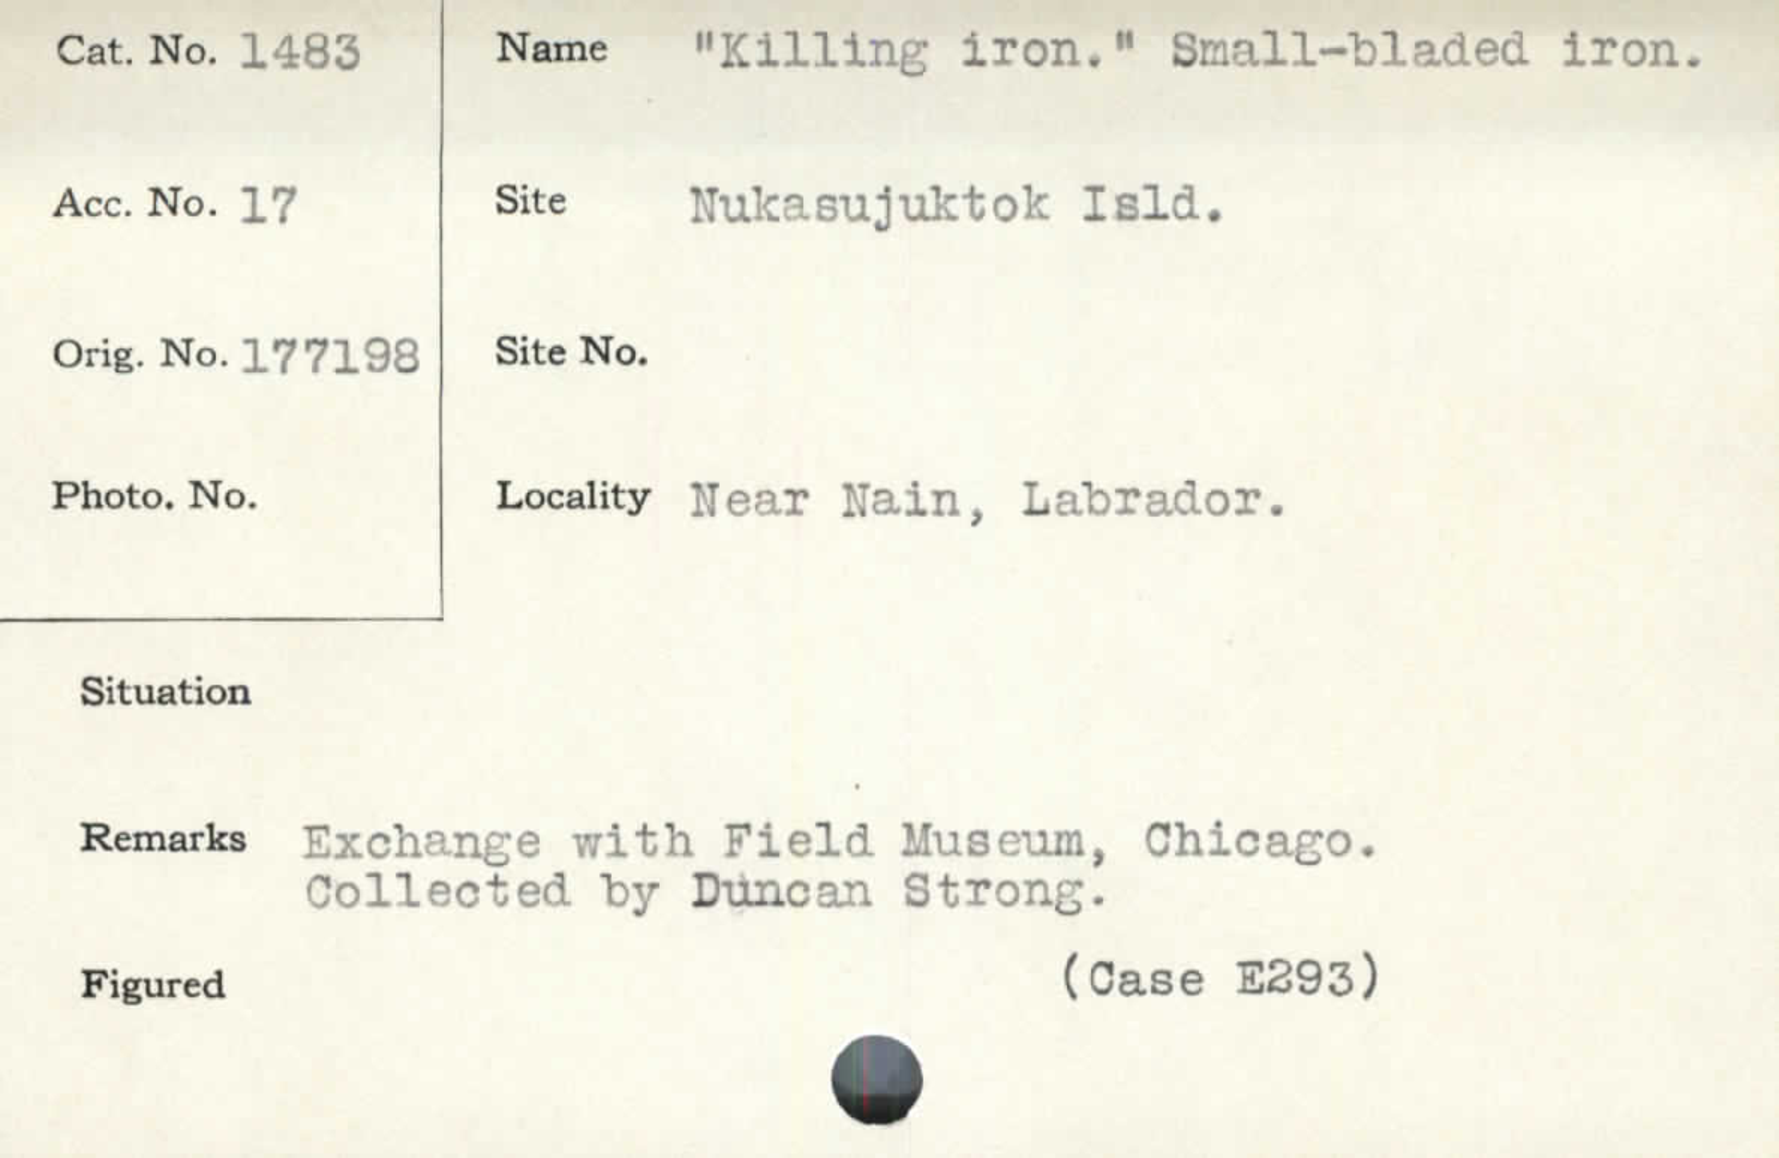 Cat. No. 1483
Name "Killing iron." Small-bladed iron.
Acc. No. 17
Site Nukasujuktok Isld.
Orig. No. 177198
Site No.
Photo. No.
Locality Near Nain, Labrador.
Situation
Remarks Exchange with Field Museum, Chicago.
Collected by Duncan Strong.
Figured
(Case E293)